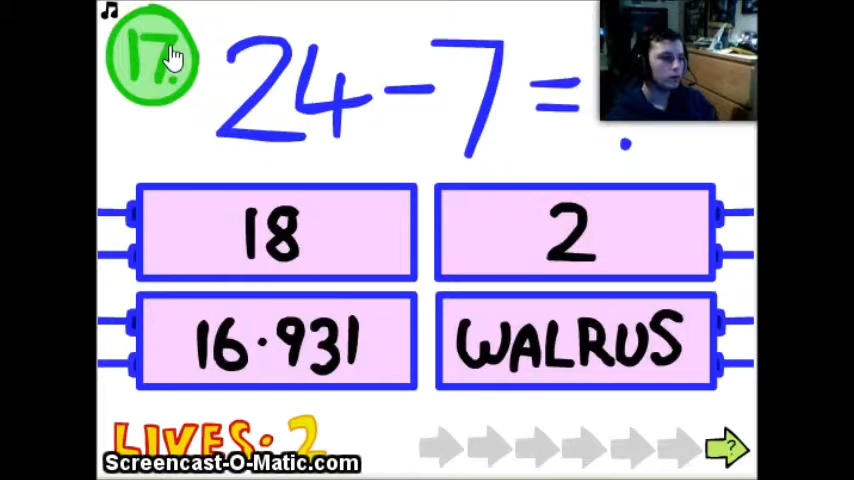 17.
24-7=
18
2
16.931
WALRUS
LIVES: 2
?
Screencast-O-Matic.com